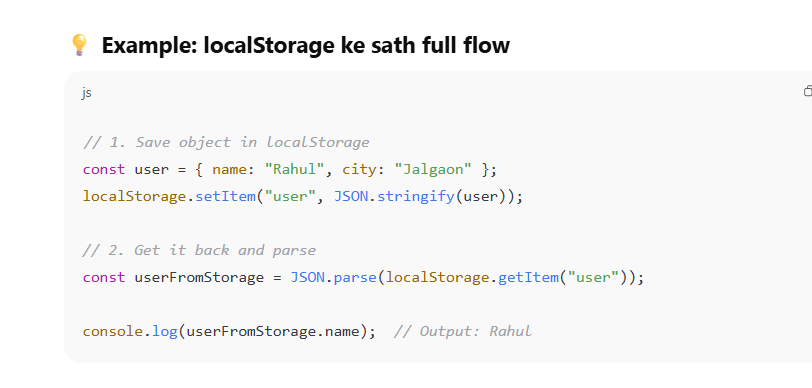 💡 Example: localStorage ke sath full flow
js
// 1. Save object in localStorage
const user = { name: "Rahul", city: "Jalgaon" };
localStorage.setItem("user", JSON.stringify(user));
// 2. Get it back and parse
const userFromStorage = JSON.parse(localStorage.getItem("user"));
console.log(userFromStorage.name);  // Output: Rahul